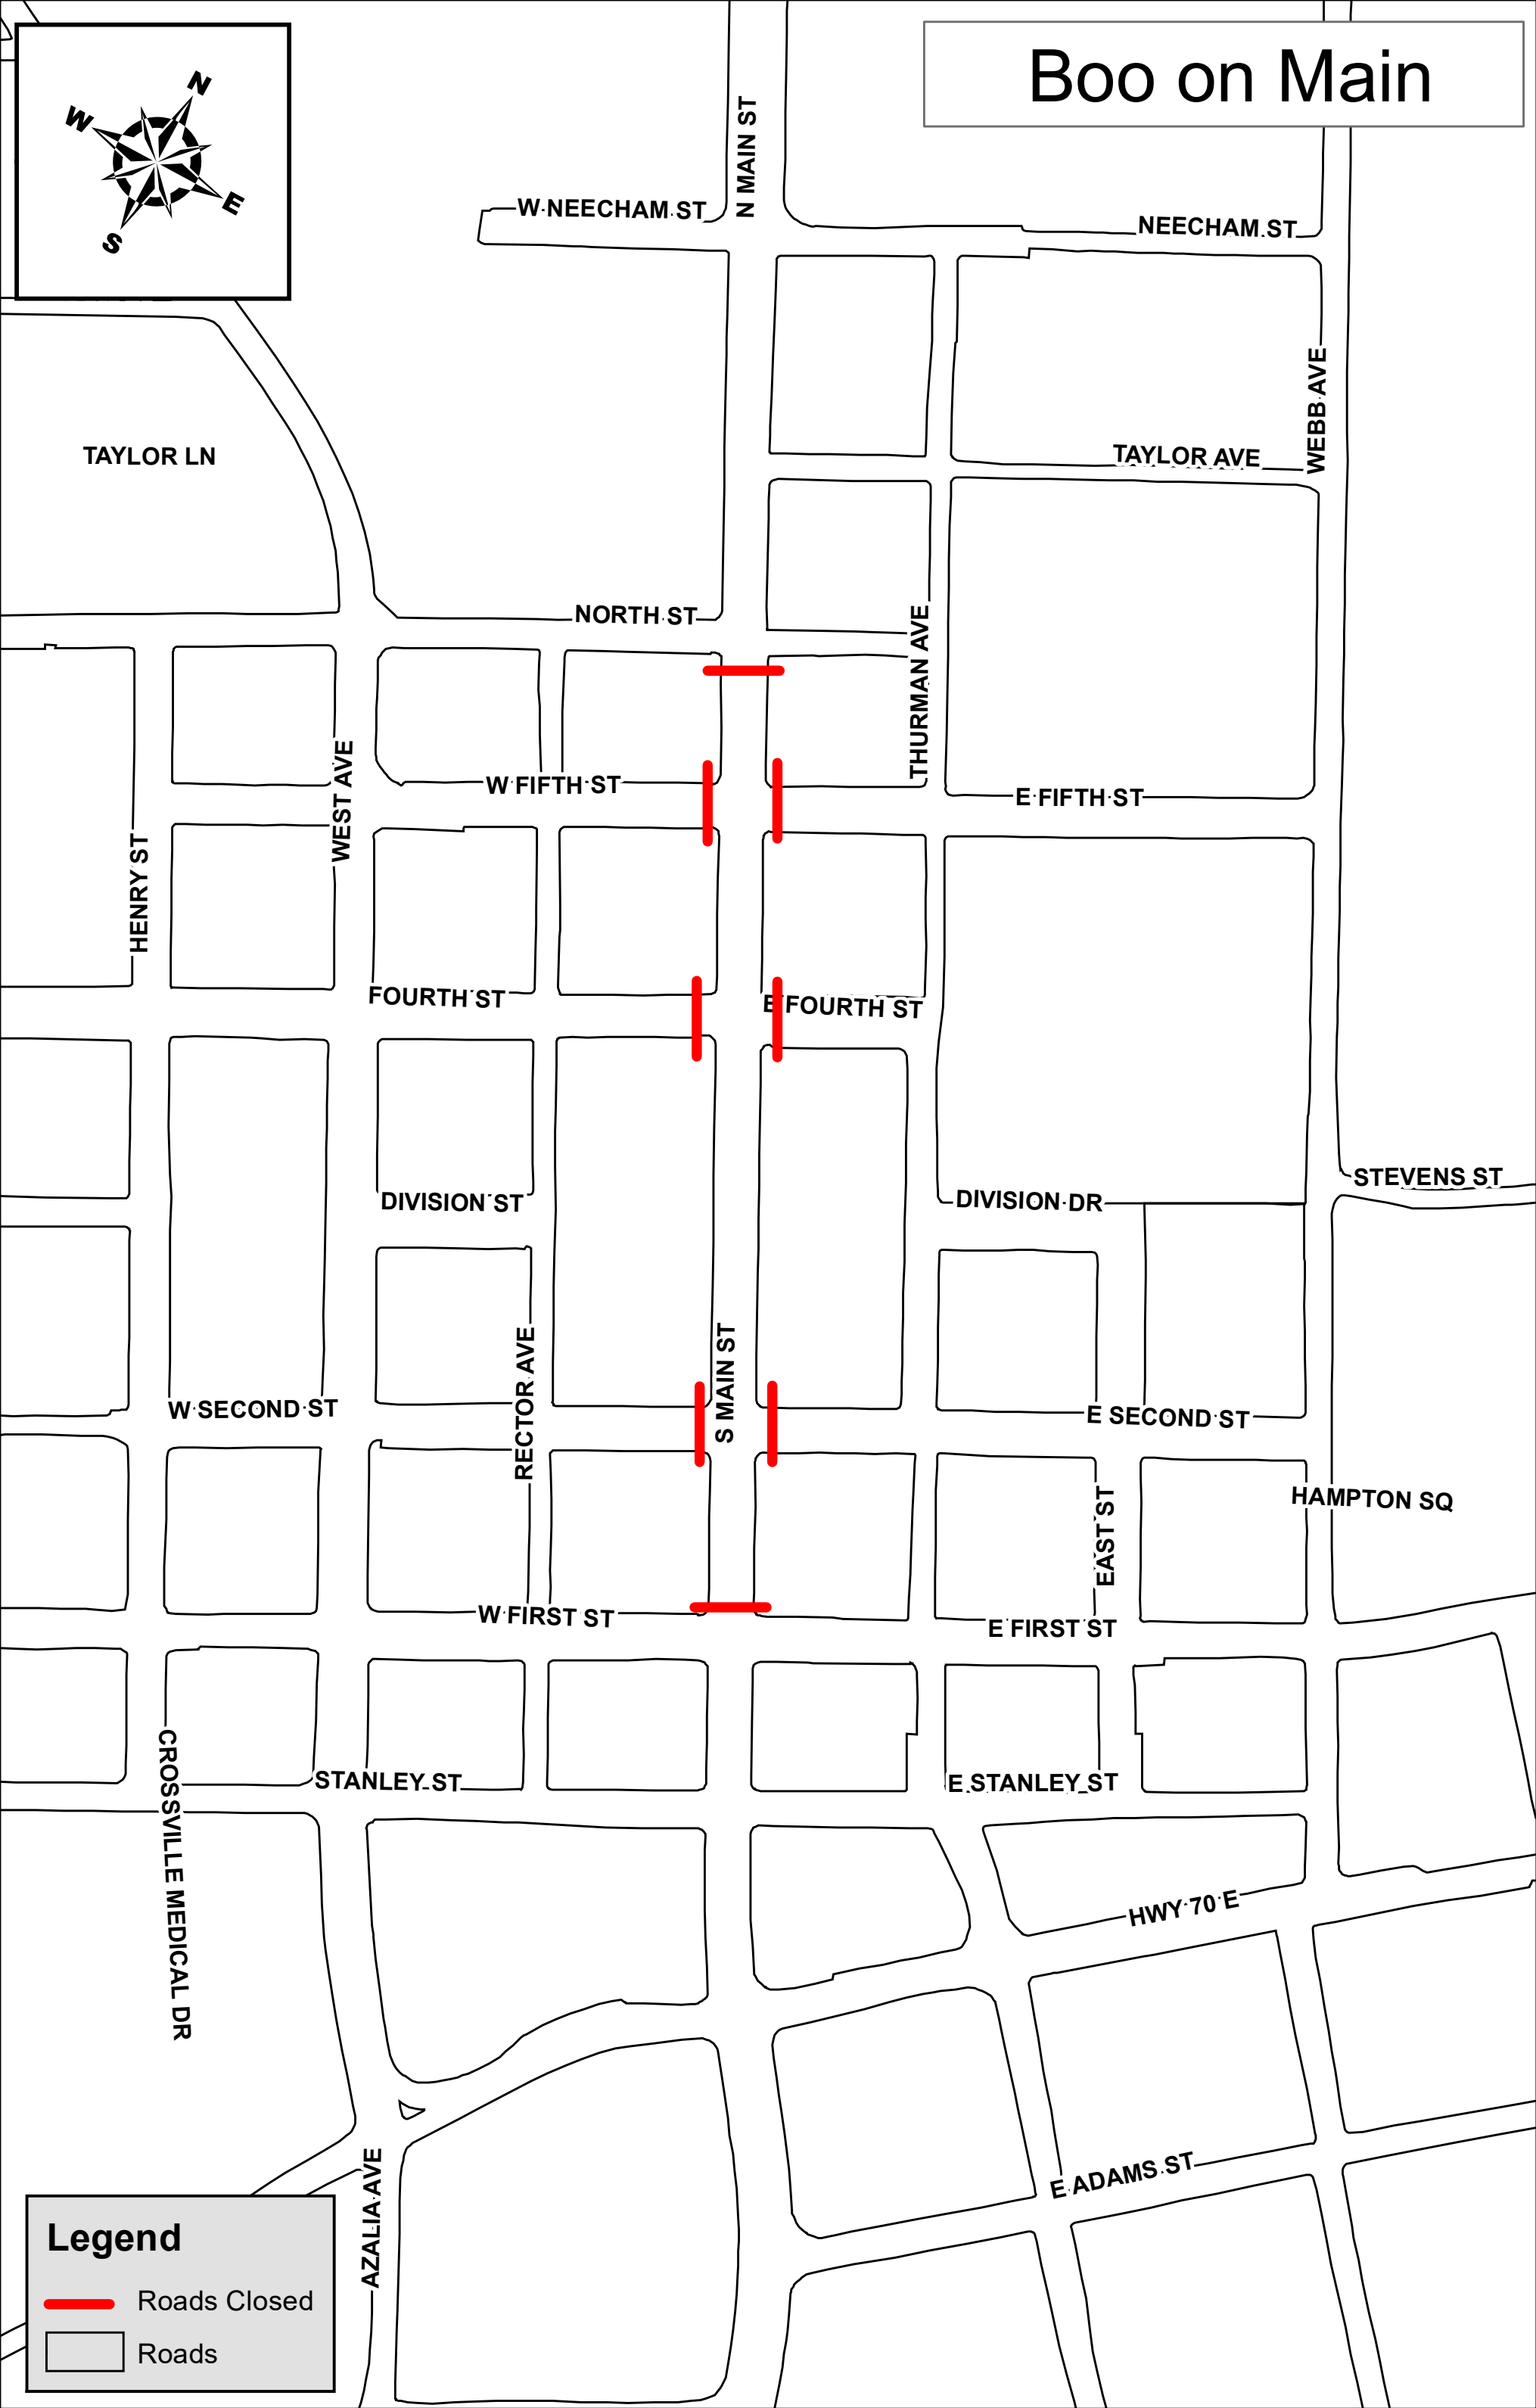 Boo on Main
N
W
E
S
N MAIN ST
W NEECHAM ST
NEECHAM ST
WEBB AVE
TAYLOR LN
TAYLOR AVE
NORTH ST
THURMAN AVE
WEST AVE
W FIFTH ST
E FIFTH ST
HENRY ST
FOURTH ST
E FOURTH ST
STEVENS ST
DIVISION ST
DIVISION DR
RECTOR AVE
S MAIN ST
W SECOND ST
E SECOND ST
HAMPTON SQ
EAST ST
W FIRST ST
E FIRST ST
CROSSVILLE MEDICAL DR
STANLEY ST
E STANLEY ST
HWY 70 E
E ADAMS ST
AZALIA AVE
Legend
Roads Closed
Roads